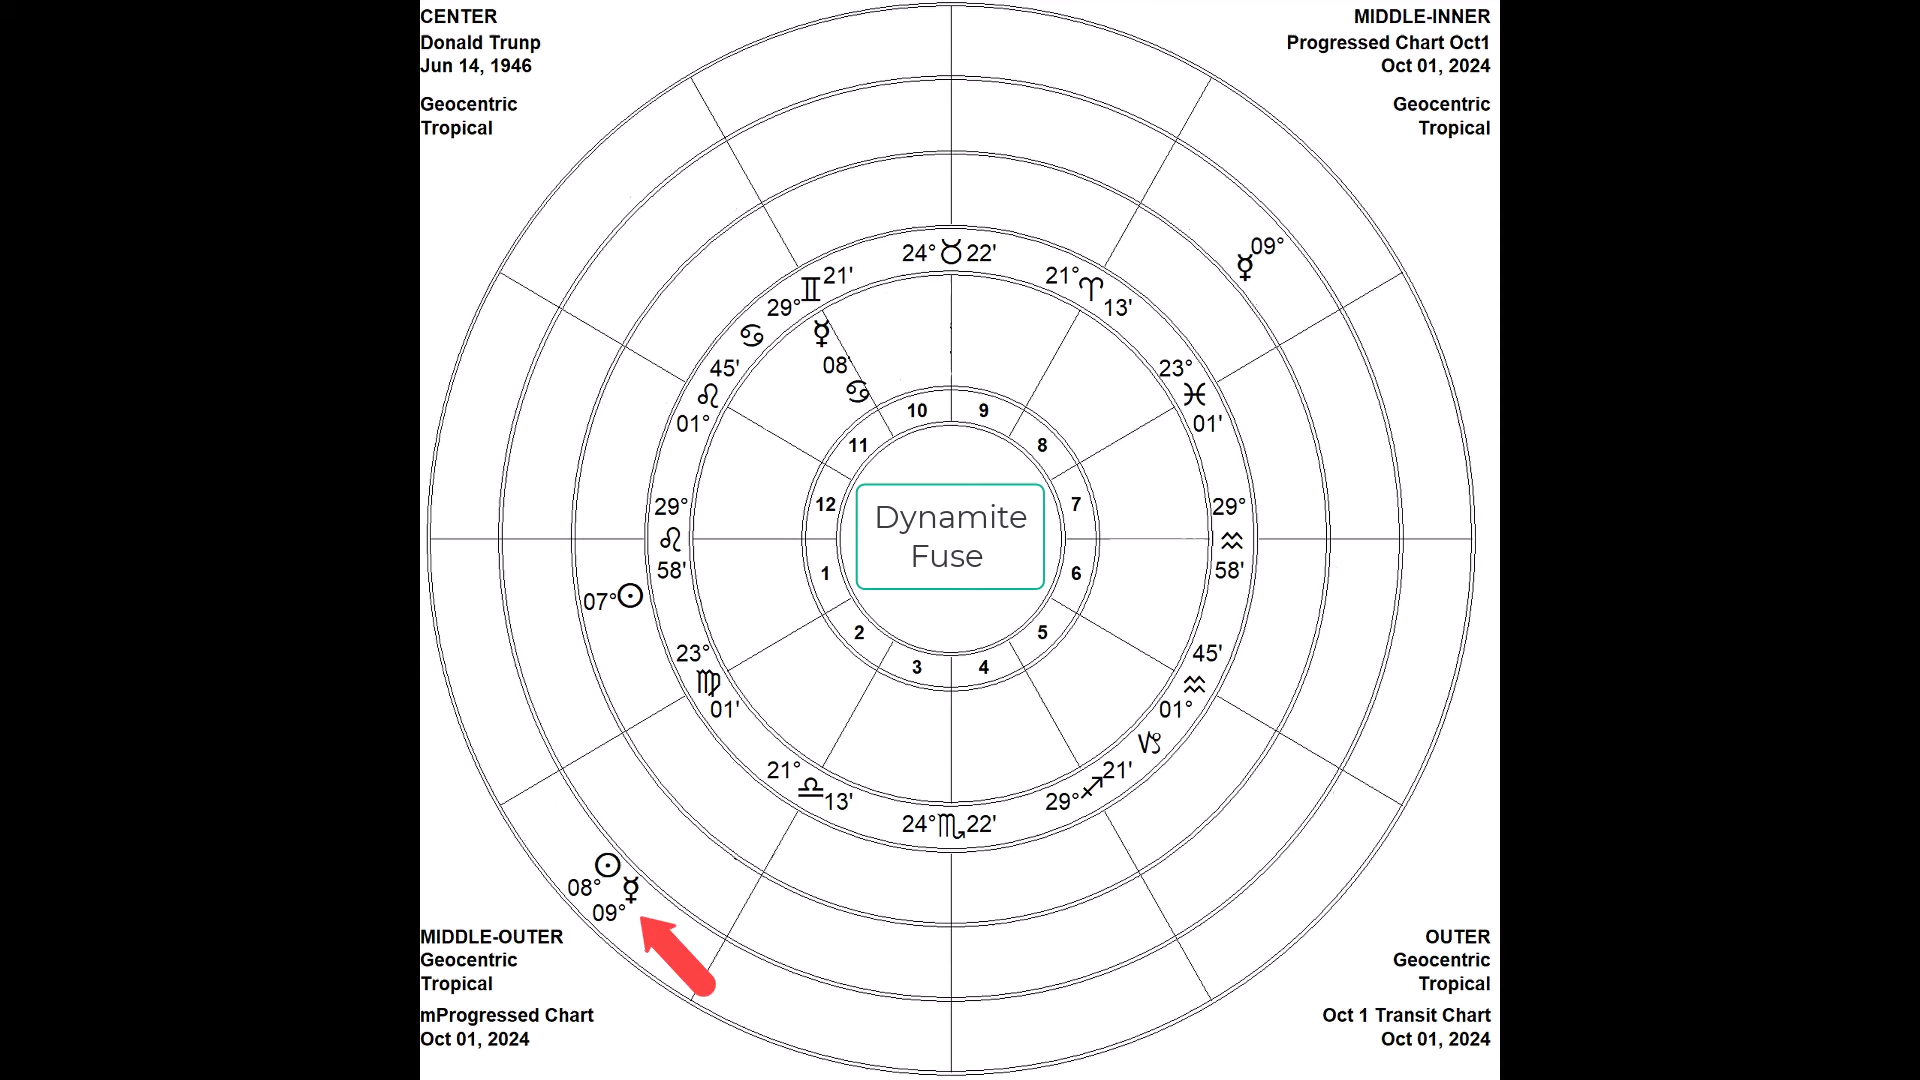 CENTER
Donald Trunp
Jun 14, 1946
Geocentric
Tropical
MIDDLE-INNER
Progressed Chart Oct1
Oct 01, 2024
Geocentric
Tropical
09°
☿
24°♉22'
21°♈13'
29°♊21'
♋
☿
08'
♋
45'
♌
01°
23°
♓
01'
10
9
11
8
12
7
1
6
2
5
3
4
Dynamite
Fuse
29°
♌
58'
29°
♒
58'
07°☉
23°
♍
01'
45'
♒
01°
♑
21°♎13'
24°♏22'
29°♐21'
☉
08°☿
09°
MIDDLE-OUTER
Geocentric
Tropical
mProgressed Chart
Oct 01, 2024
OUTER
Geocentric
Tropical
Oct 1 Transit Chart
Oct 01, 2024